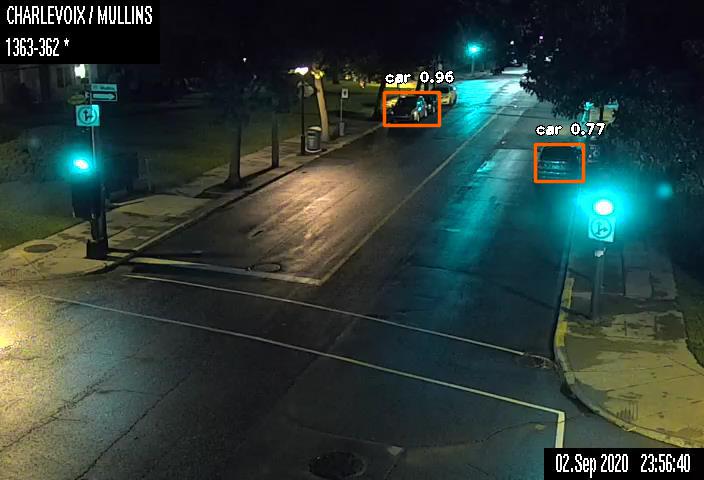 CHARLEVOIX / MULLINS
1363-362 *
car 0.96
car 0.77
02.Sep 2020 23:56:40